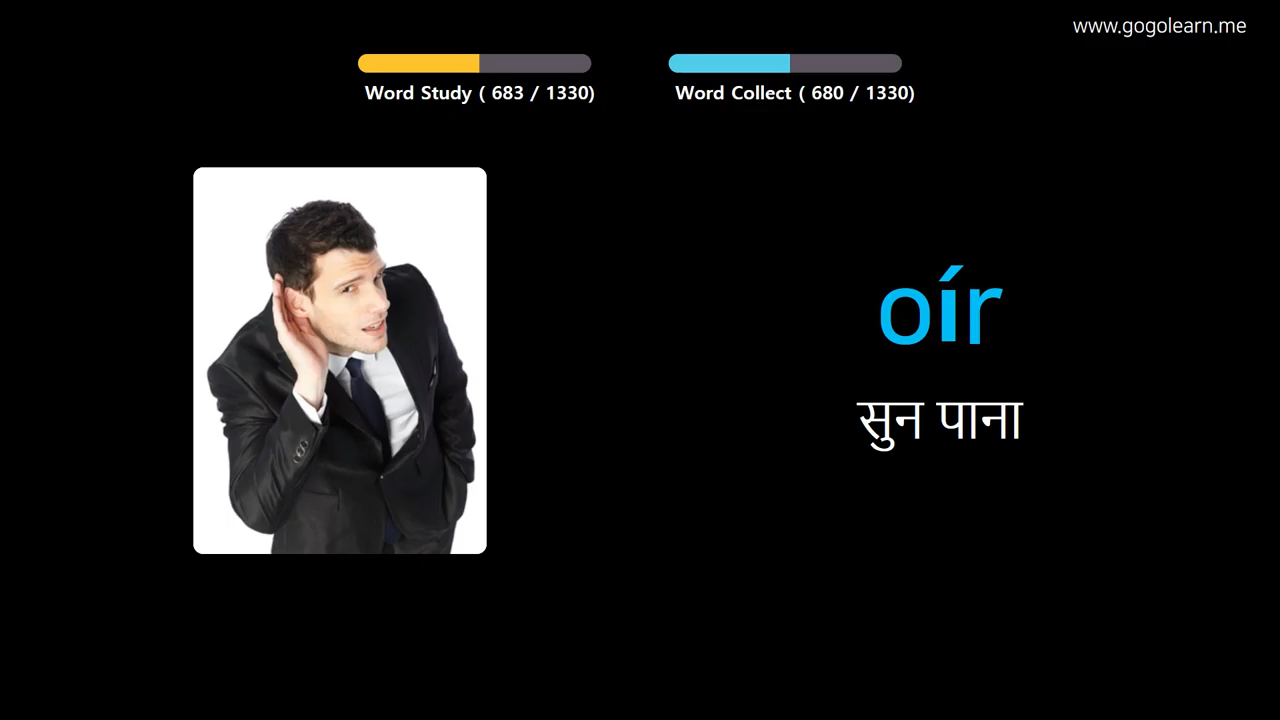 www.gogolearn.me
Word Study ( 683 / 1330)
Word Collect ( 680 / 1330)
oír
सुन पाना